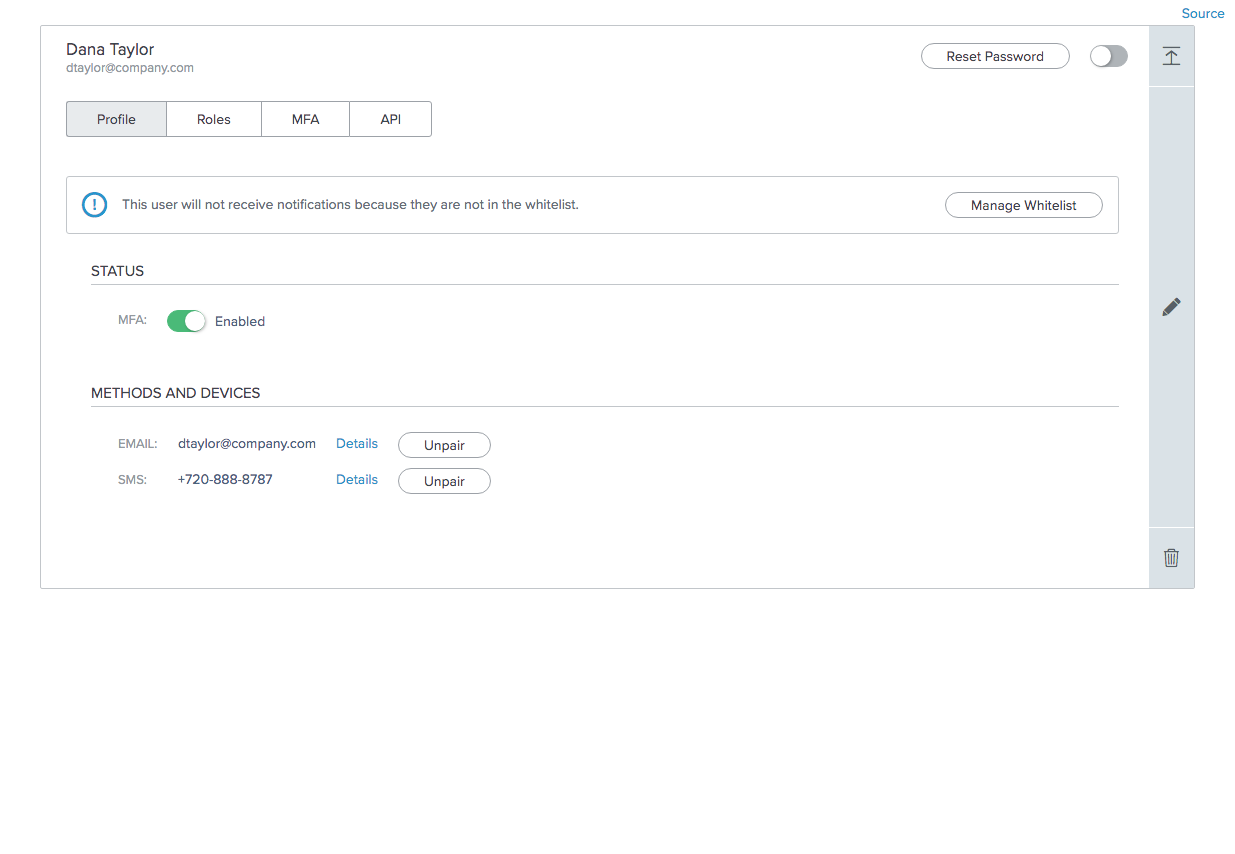 Source
Dana Taylor
dtaylor@company.com
Reset Password
Profile Roles MFA API
! This user will not receive notifications because they are not in the whitelist. Manage Whitelist
STATUS
MFA: Enabled
METHODS AND DEVICES
EMAIL: dtaylor@company.com Details Unpair
SMS: +720-888-8787 Details Unpair